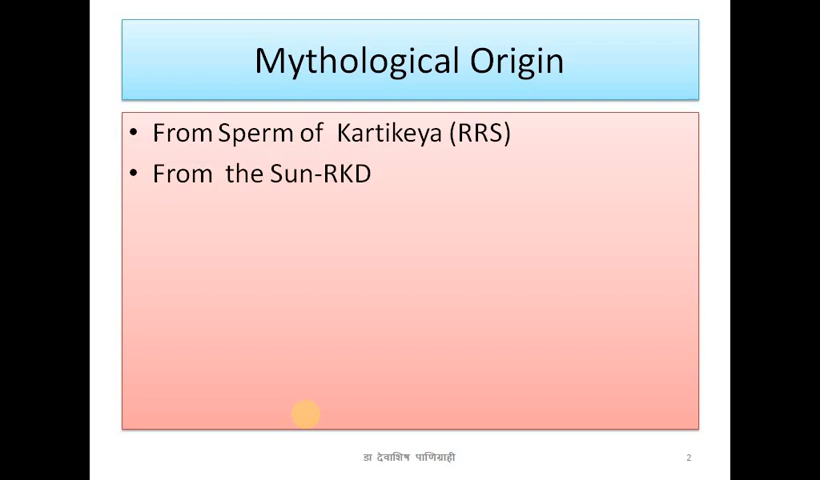 Mythological Origin
• From Sperm of Kartikeya (RRS)
• From the Sun-RKD
डा देवाशिष पाणिग्राही
2